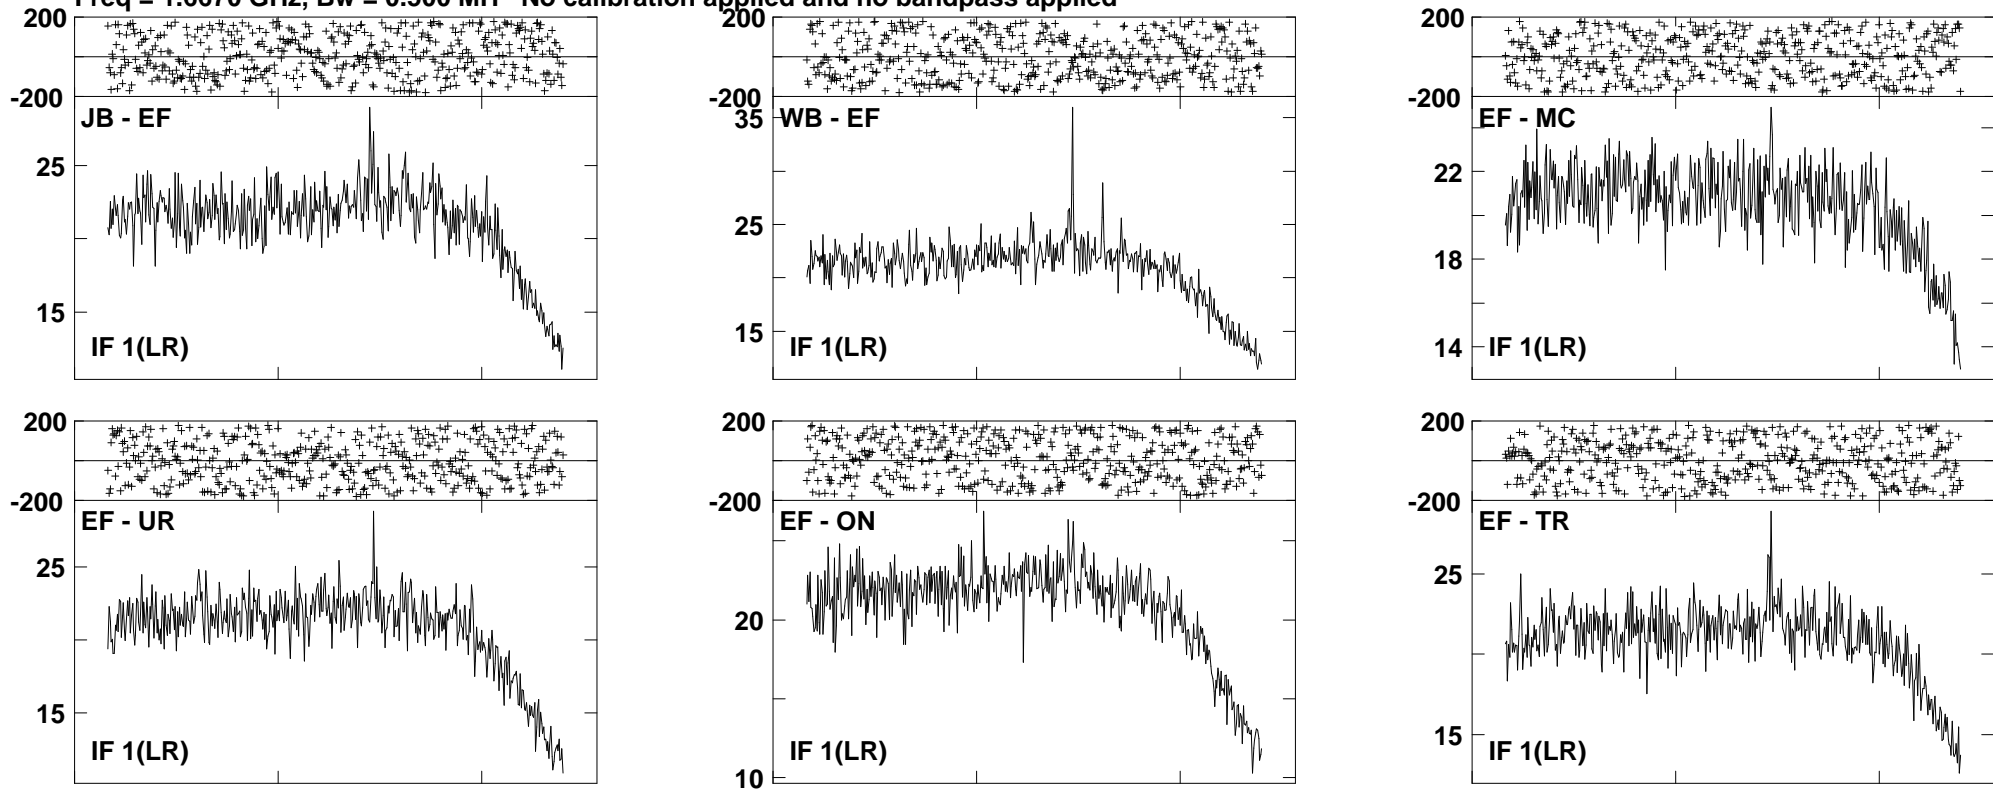 Freq = 1.6670 GHz, Bw = 0.500 MH No calibration applied and no bandpass applied
200
-200
JB - EF
25
15
IF 1(LR)
200
-200
WB - EF
35
25
15
IF 1(LR)
200
-200
EF - MC
22
18
14
IF 1(LR)
200
-200
EF - UR
25
15
IF 1(LR)
200
-200
EF - ON
20
10
IF 1(LR)
200
-200
EF - TR
25
15
IF 1(LR)